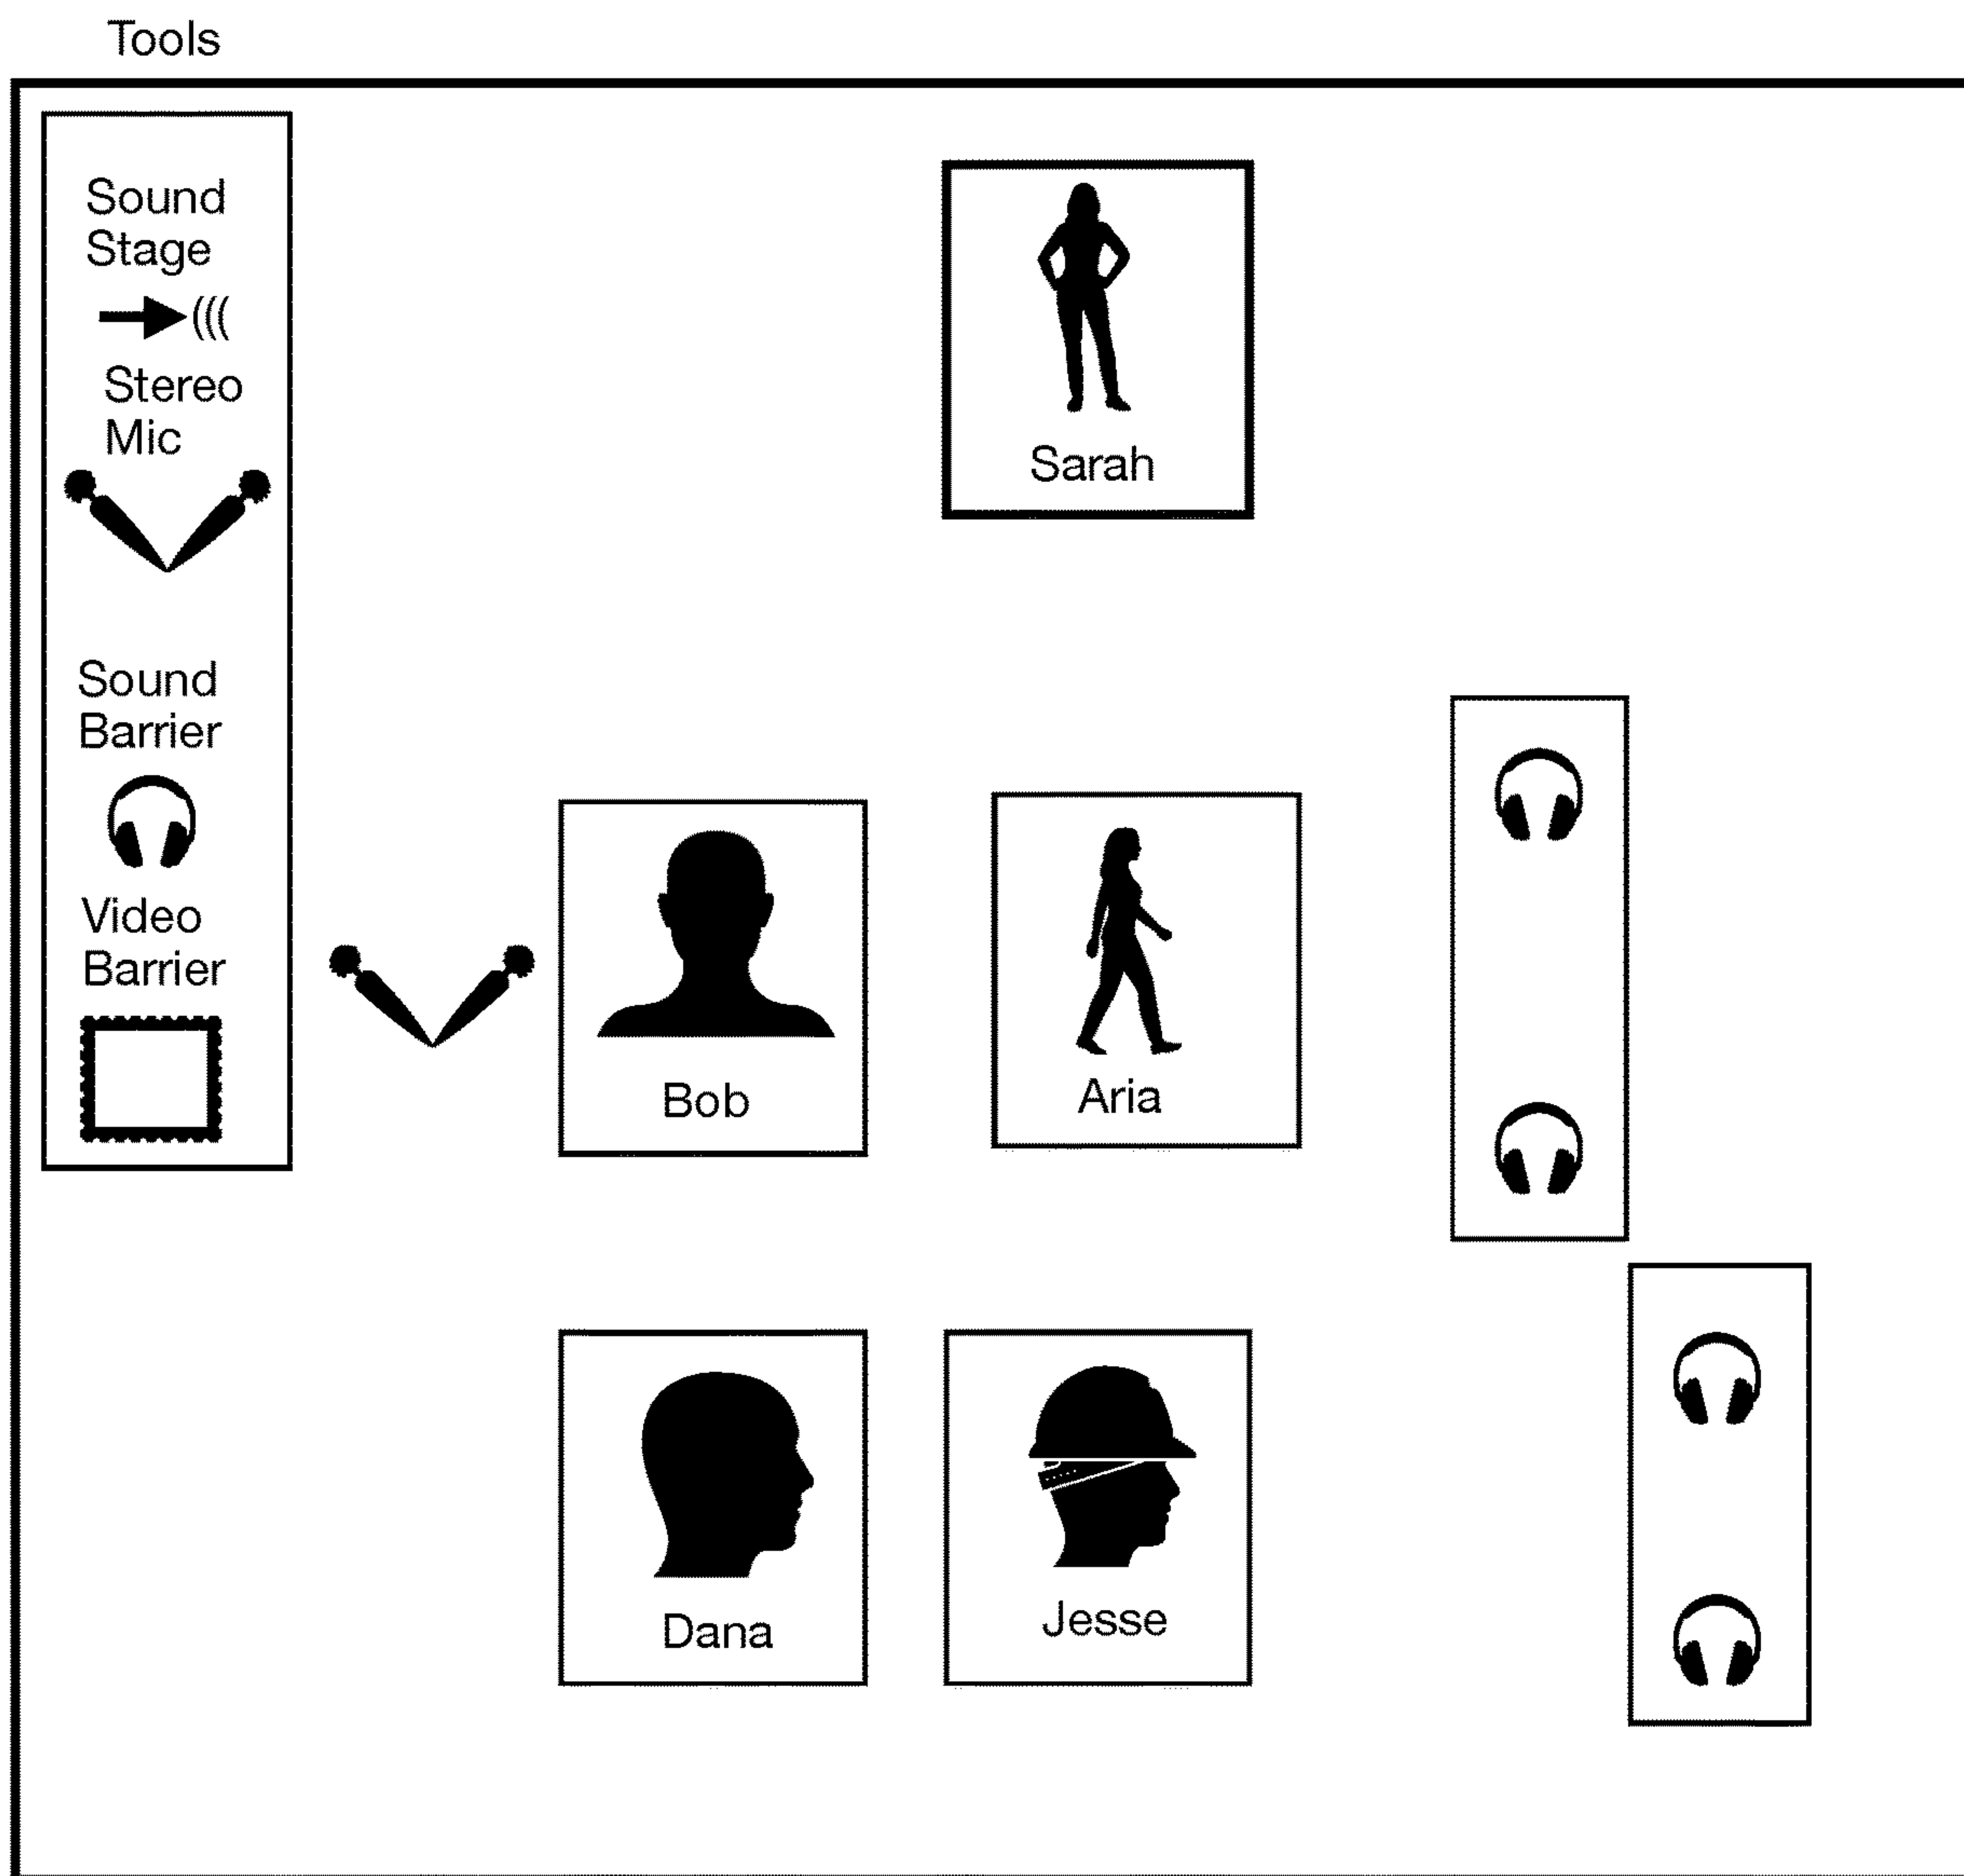 Tools
Sound
Stage
Stereo
Mic
Sound
Barrier
Video
Barrier
Sarah
Bob
Aria
Dana
Jesse